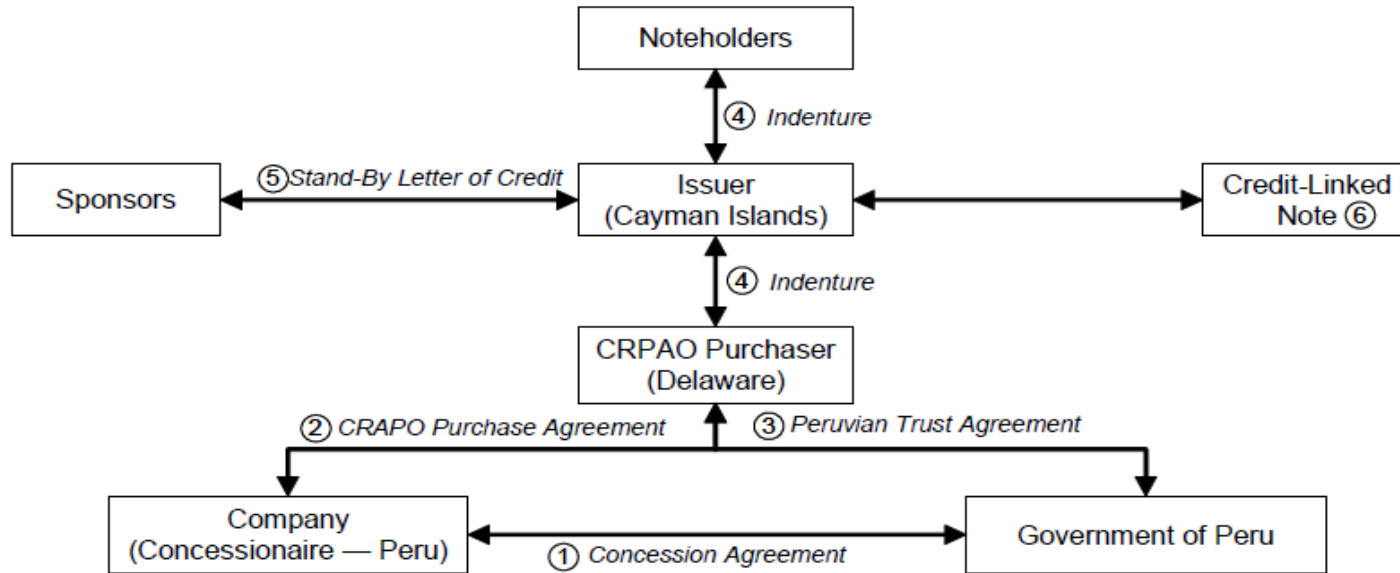 Noteholders
④ Indenture
Sponsors
⑤ Stand-By Letter of Credit
Issuer
(Cayman Islands)
Credit-Linked
Note ⑥
④ Indenture
CRPAO Purchaser
(Delaware)
② CRAPO Purchase Agreement
③ Peruvian Trust Agreement
Company
(Concessionaire — Peru)
① Concession Agreement
Government of Peru